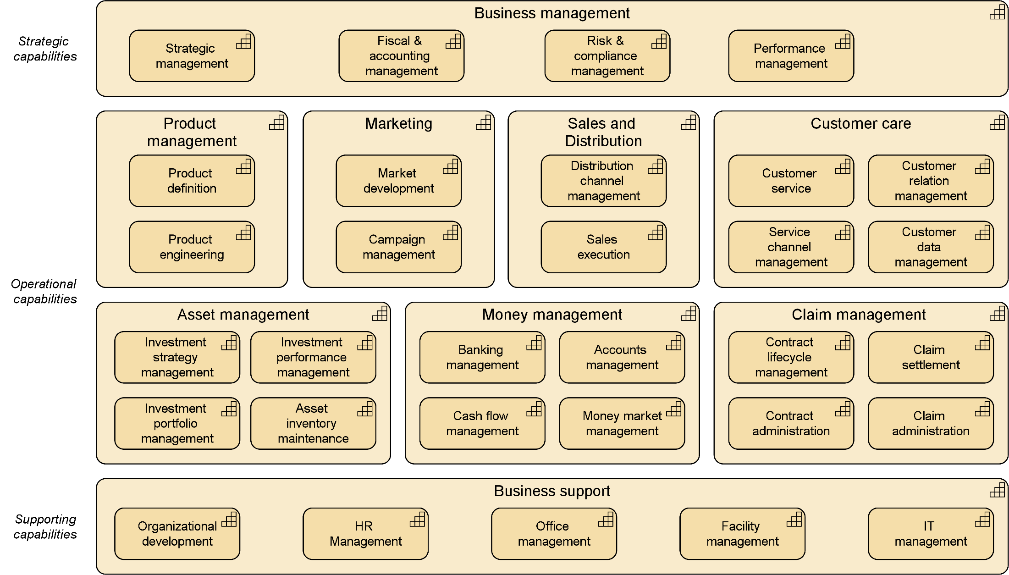 Business management
Strategic
capabilities
Strategic
management
Fiscal &
accounting
management
Risk &
compliance
management
Performance
management
Operational
capabilities
Product
management
Product
definition
Product
engineering
Marketing
Market
development
Campaign
management
Sales and
Distribution
Distribution
channel
management
Sales
execution
Customer care
Customer
service
Customer
relation
management
Service
channel
management
Customer
data
management
Asset management
Investment
strategy
management
Investment
performance
management
Investment
portfolio
management
Asset
inventory
maintenance
Money management
Banking
management
Accounts
management
Cash flow
management
Money market
management
Claim management
Contract
lifecycle
management
Claim
settlement
Contract
administration
Claim
administration
Supporting
capabilities
Business support
Organizational
development
HR
Management
Office
management
Facility
management
IT
management